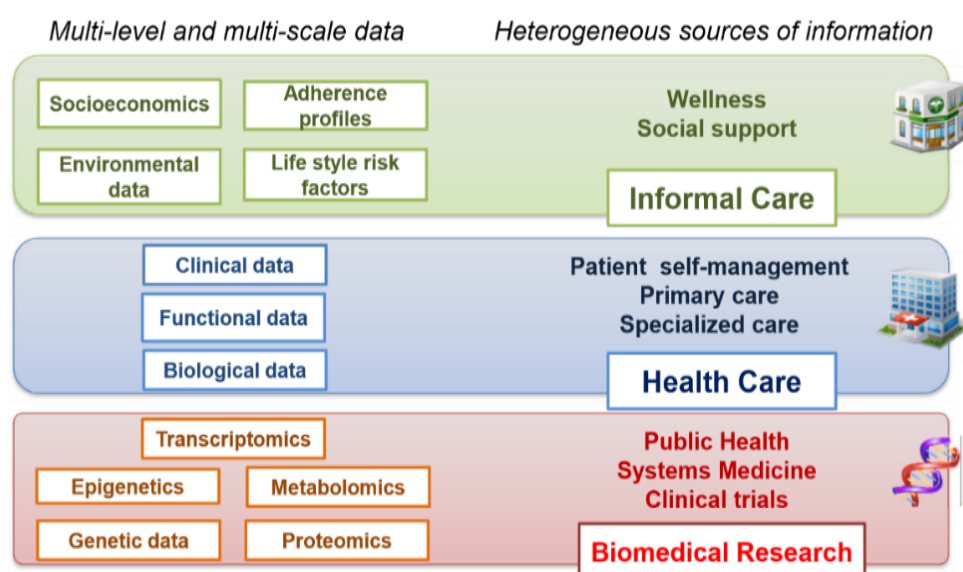 Multi-level and multi-scale data
Heterogeneous sources of information
Socioeconomics
Adherence
profiles
Environmental
data
Life style risk
factors
Wellness
Social support
Informal Care
Clinical data
Functional data
Biological data
Patient self-management
Primary care
Specialized care
Health Care
Transcriptomics
Epigenetics
Metabolomics
Genetic data
Proteomics
Public Health
Systems Medicine
Clinical trials
Biomedical Research